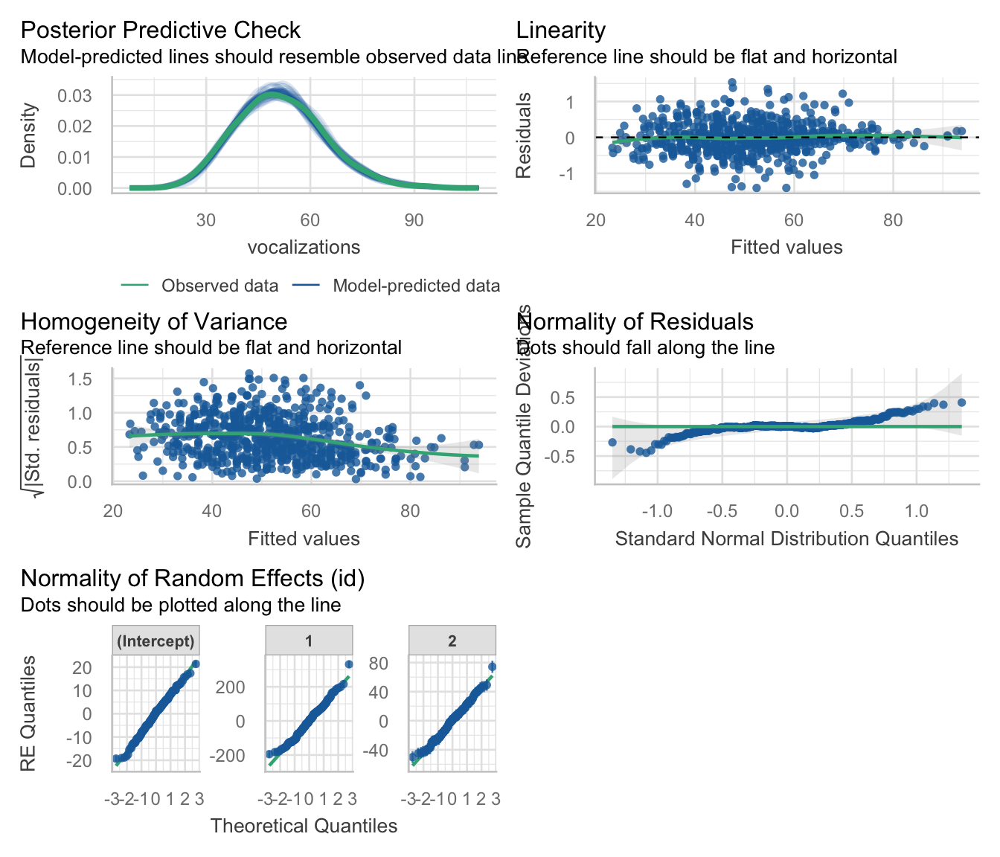 Posterior Predictive Check
Model-predicted lines should resemble observed data line
Density
0.03
0.02
0.01
0.00
30 60 90
vocalizations
Observed data Model-predicted data
Linearity
Reference line should be flat and horizontal
Residuals
1
0
-1
20 40 60 80
Fitted values
Homogeneity of Variance
Reference line should be flat and horizontal
√|Std. residuals|
1.5
1.0
0.5
0.0
20 40 60 80
Fitted values
Normality of Residuals
Dots should fall along the line
Sample Quantile Deviations
0.5
0.0
-0.5
-1.0 -0.5 0.0 0.5 1.0
Standard Normal Distribution Quantiles
Normality of Random Effects (id)
Dots should be plotted along the line
RE Quantiles
(Intercept)
20
10
0
-10
-20
-3 -2 -1 0 1 2 3
1
200
0
-200
-3 -2 -1 0 1 2 3
2
80
40
0
-40
-3 -2 -1 0 1 2 3
Theoretical Quantiles